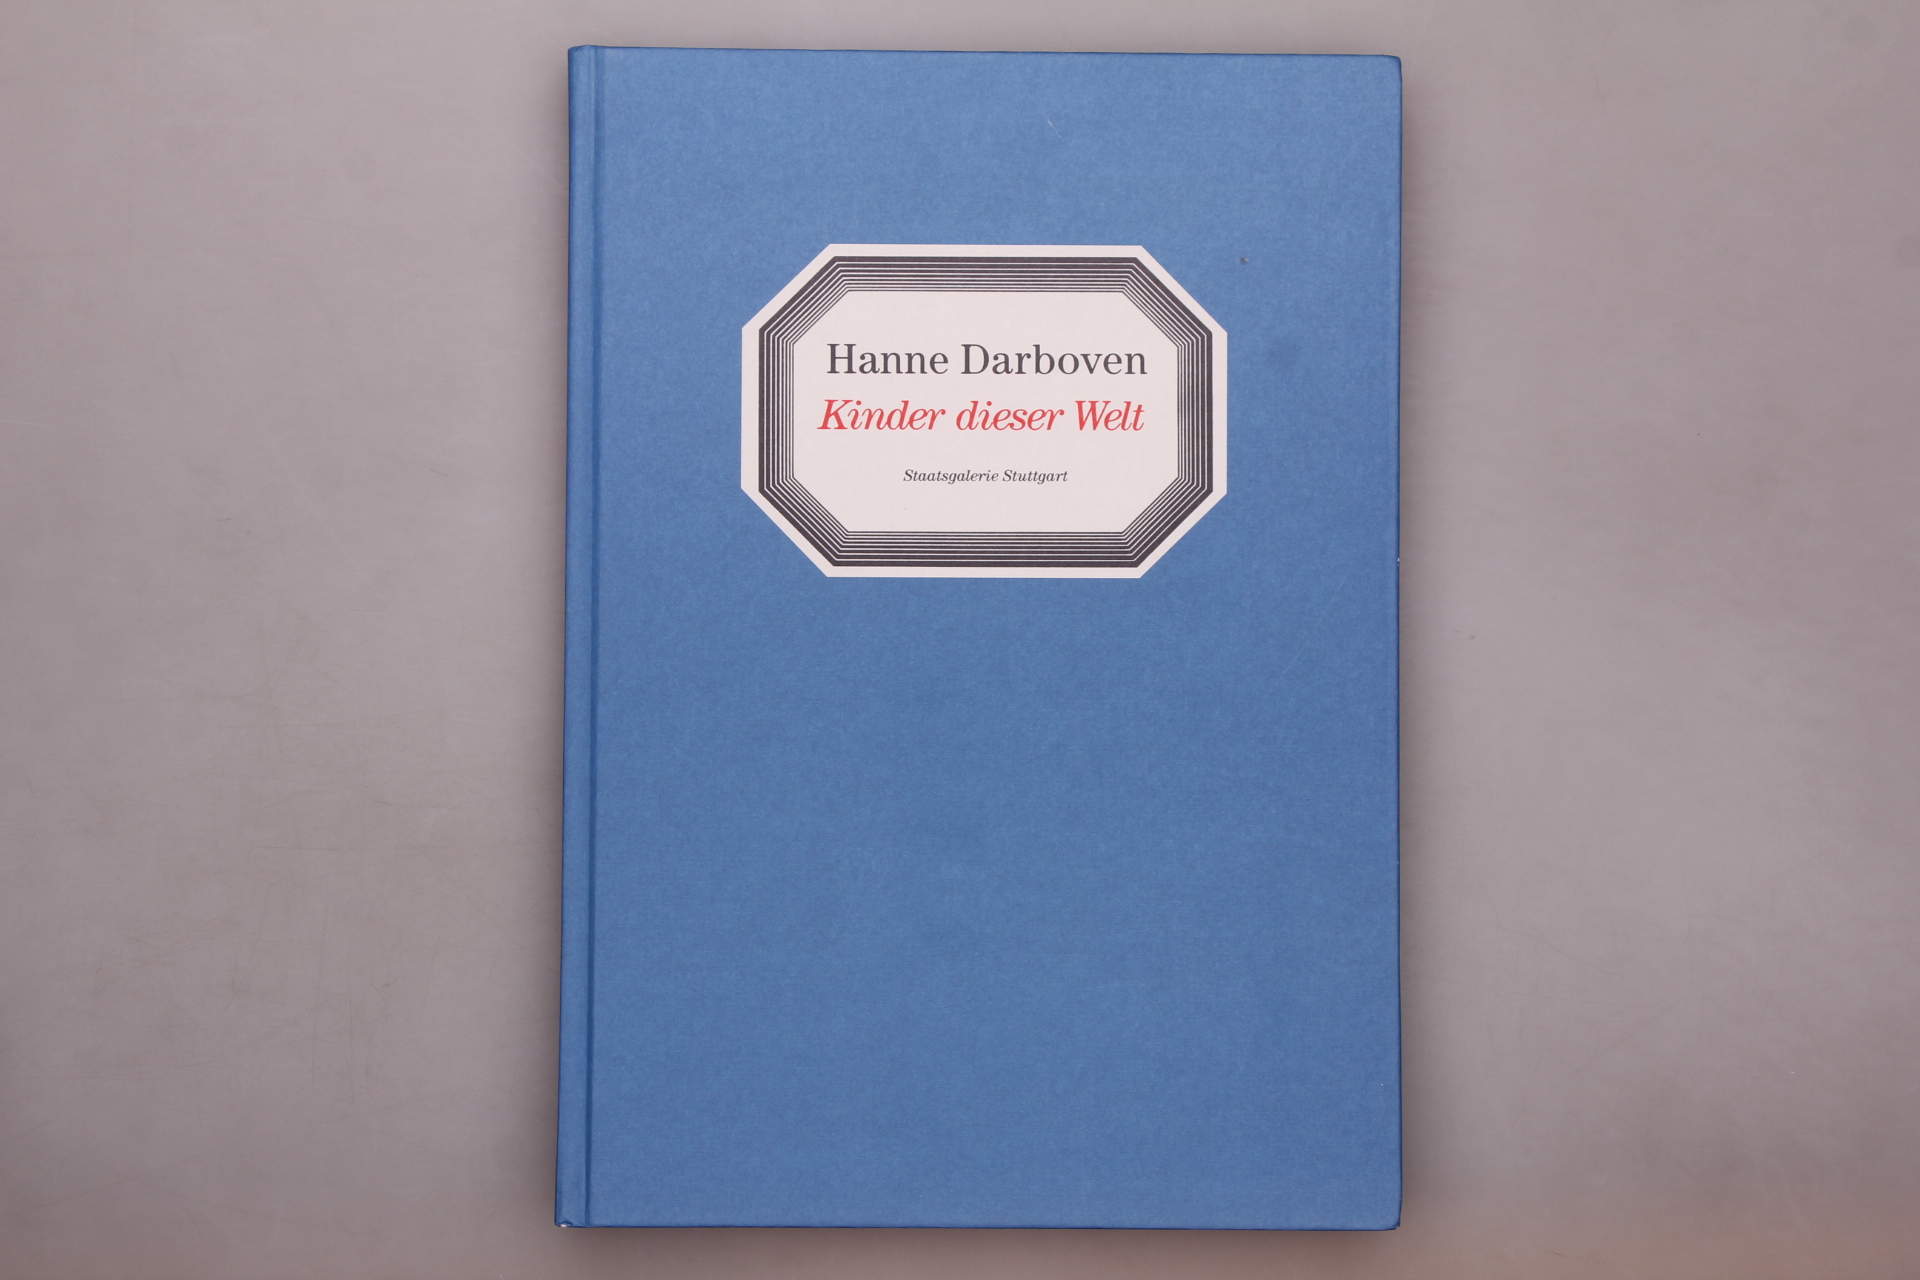 Hanne Darboven
Kinder dieser Welt
Staatsgalerie Stuttgart